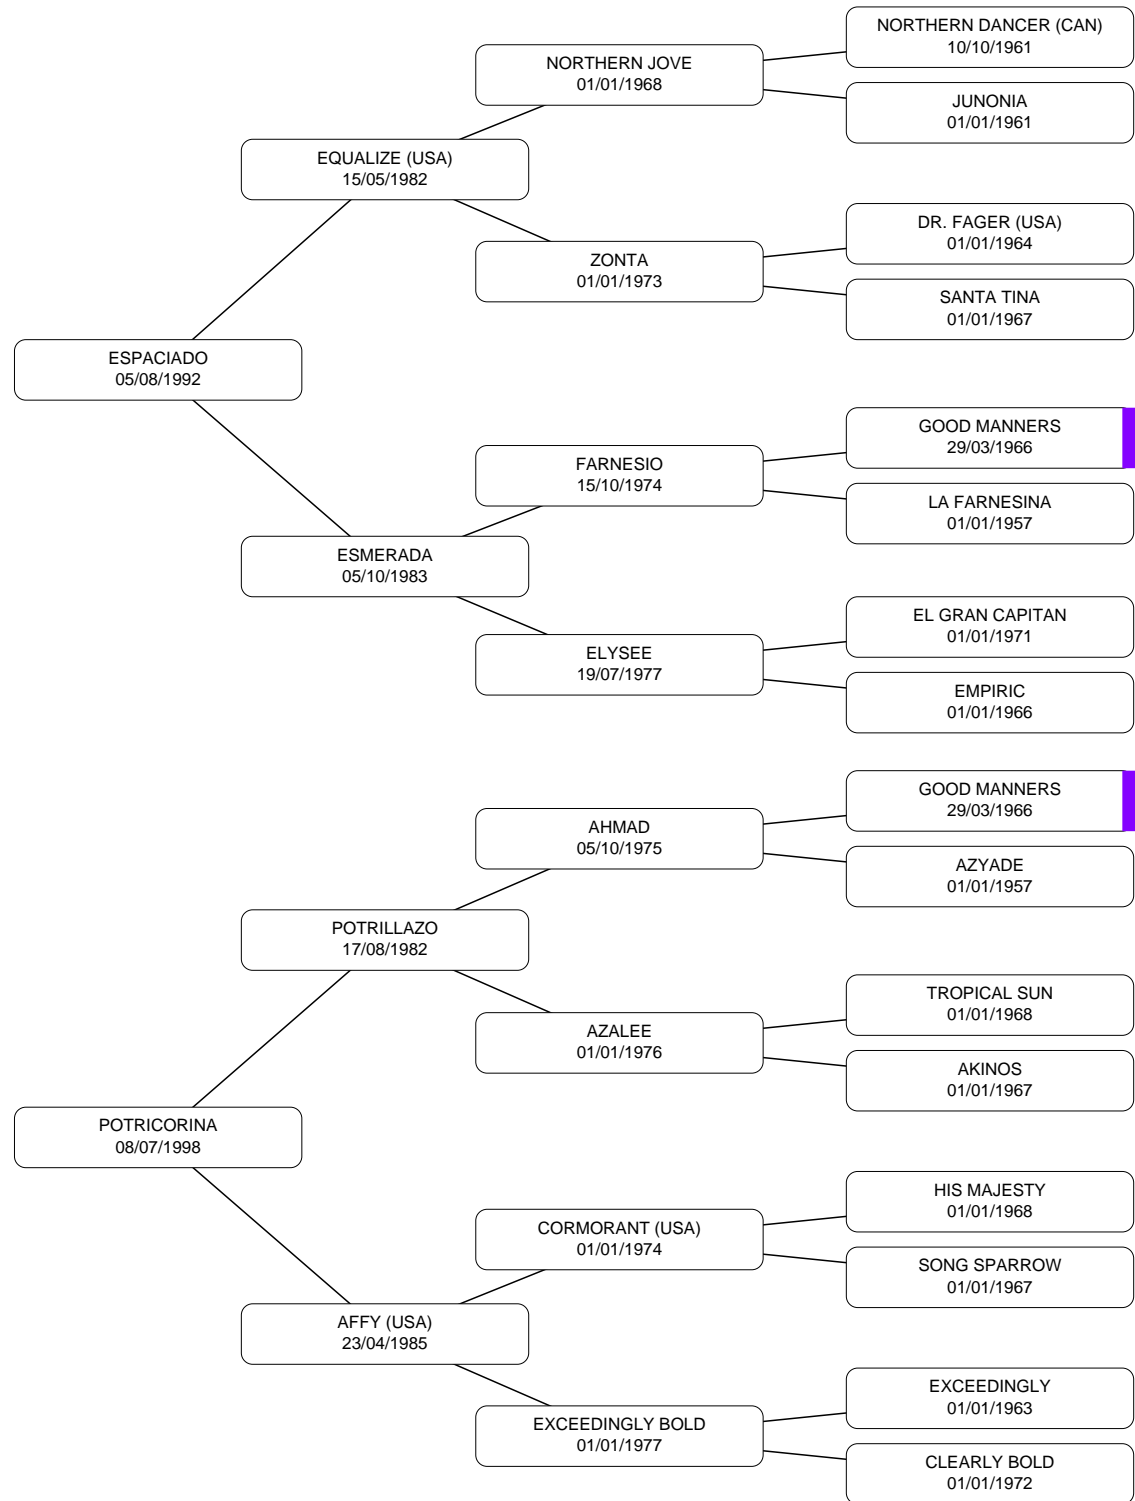 NORTHERN DANCER (CAN)
10/10/1961
NORTHERN JOVE
01/01/1968
JUNONIA
01/01/1961
EQUALIZE (USA)
15/05/1982
DR. FAGER (USA)
01/01/1964
ZONTA
01/01/1973
SANTA TINA
01/01/1967
ESPACIADO
05/08/1992
GOOD MANNERS
29/03/1966
FARNESIO
15/10/1974
LA FARNESINA
01/01/1957
ESMERADA
05/10/1983
EL GRAN CAPITAN
01/01/1971
ELYSEE
19/07/1977
EMPIRIC
01/01/1966
GOOD MANNERS
29/03/1966
AHMAD
05/10/1975
AZYADE
01/01/1957
POTRILLAZO
17/08/1982
TROPICAL SUN
01/01/1968
AZALEE
01/01/1976
AKINOS
01/01/1967
POTRICORINA
08/07/1998
HIS MAJESTY
01/01/1968
CORMORANT (USA)
01/01/1974
SONG SPARROW
01/01/1967
AFFY (USA)
23/04/1985
EXCEEDINGLY
01/01/1963
EXCEEDINGLY BOLD
01/01/1977
CLEARLY BOLD
01/01/1972